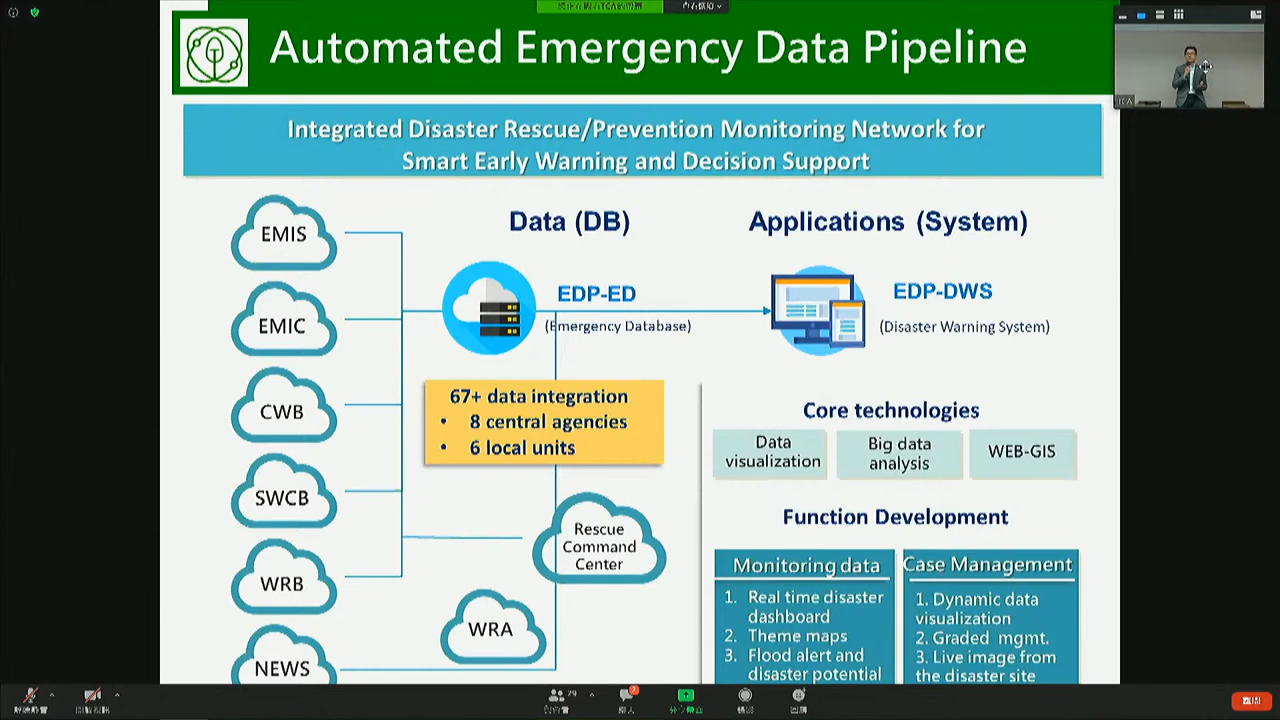 Automated Emergency Data Pipeline
Integrated Disaster Rescue/Prevention Monitoring Network for
Smart Early Warning and Decision Support
Data (DB)
Applications (System)
EMIS
EMIC
CWB
SWCB
WRB
NEWS
EDP-ED
(Emergency Database)
EDP-DWS
(Disaster Warning System)
67+ data integration
• 8 central agencies
• 6 local units
Rescue
Command
Center
WRA
Core technologies
Data
visualization
Big data
analysis
WEB-GIS
Function Development
Monitoring data
1. Real time disaster
dashboard
2. Theme maps
3. Flood alert and
disaster potential
Case Management
1. Dynamic data
visualization
2. Graded mgmt.
3. Live image from
the disaster site
29
7